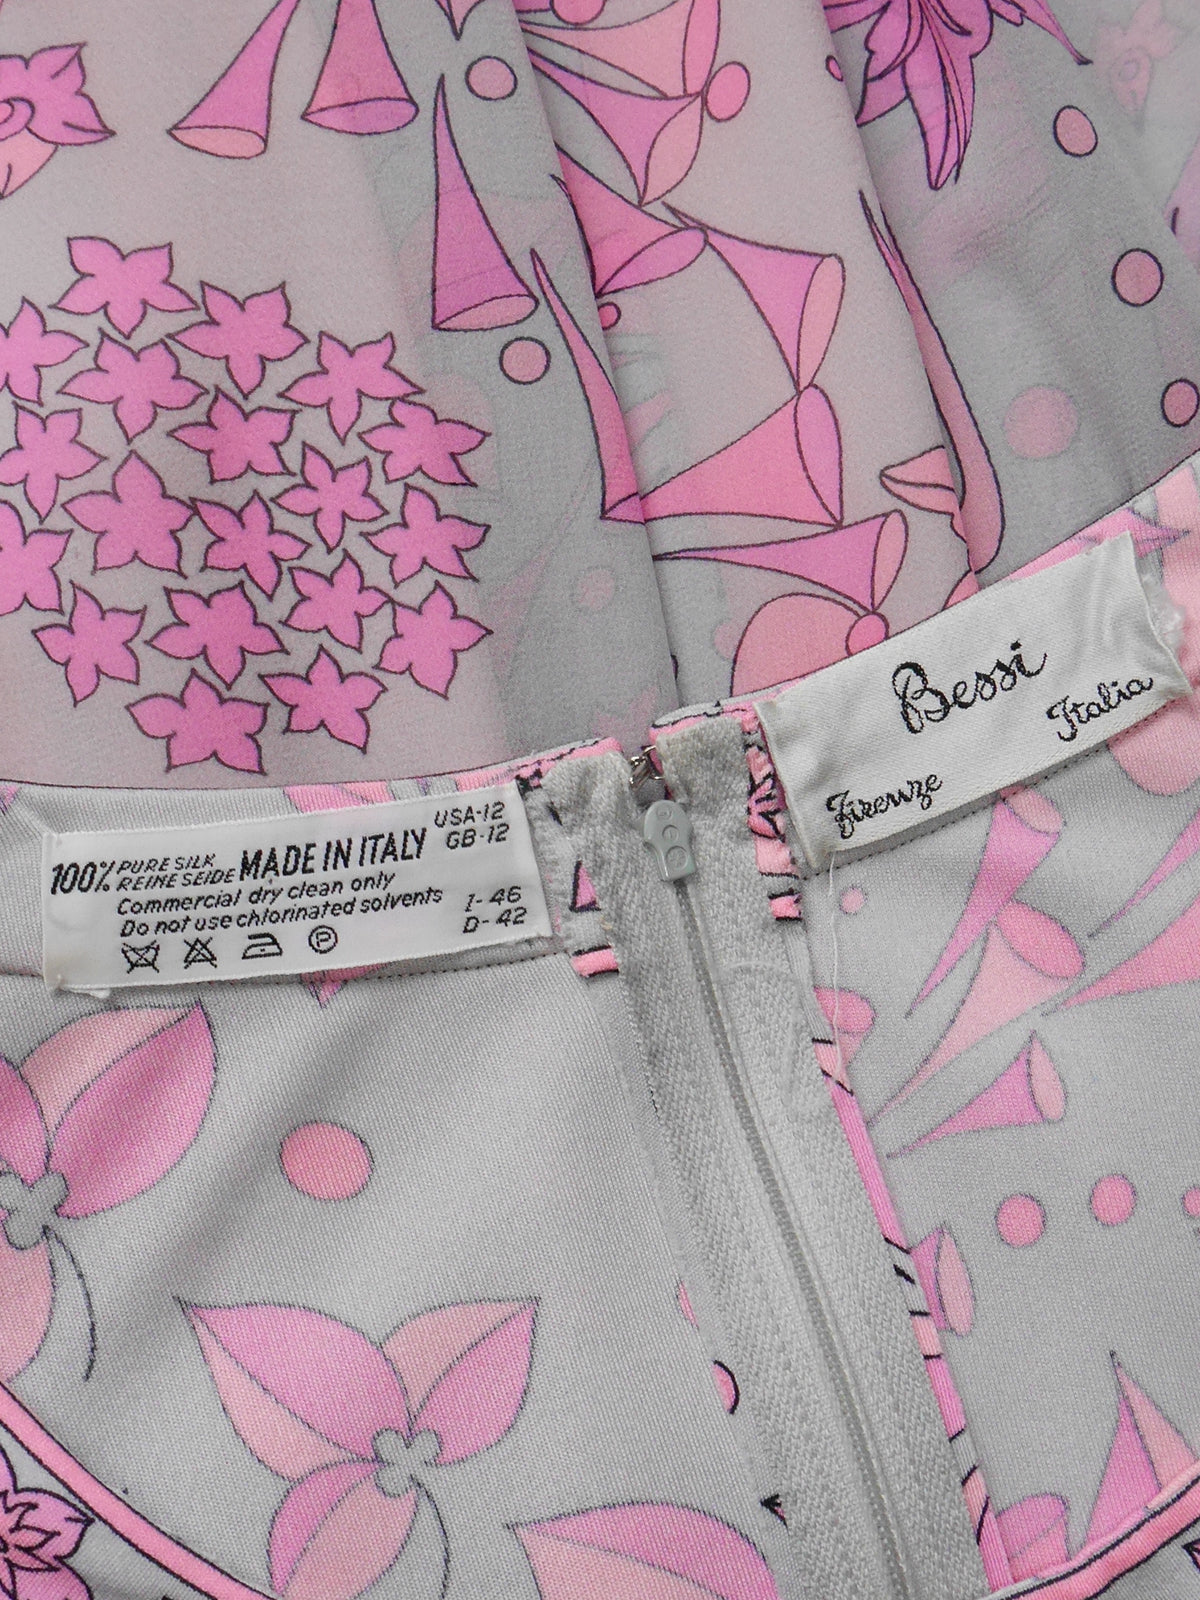 100% PURE SILK
REINE SEIDE MADE IN ITALY
Commercial dry clean only
Do not use chlorinated solvents
P
USA-12
GB-12
I-46
D-42
Bessi
Firenze
Italia